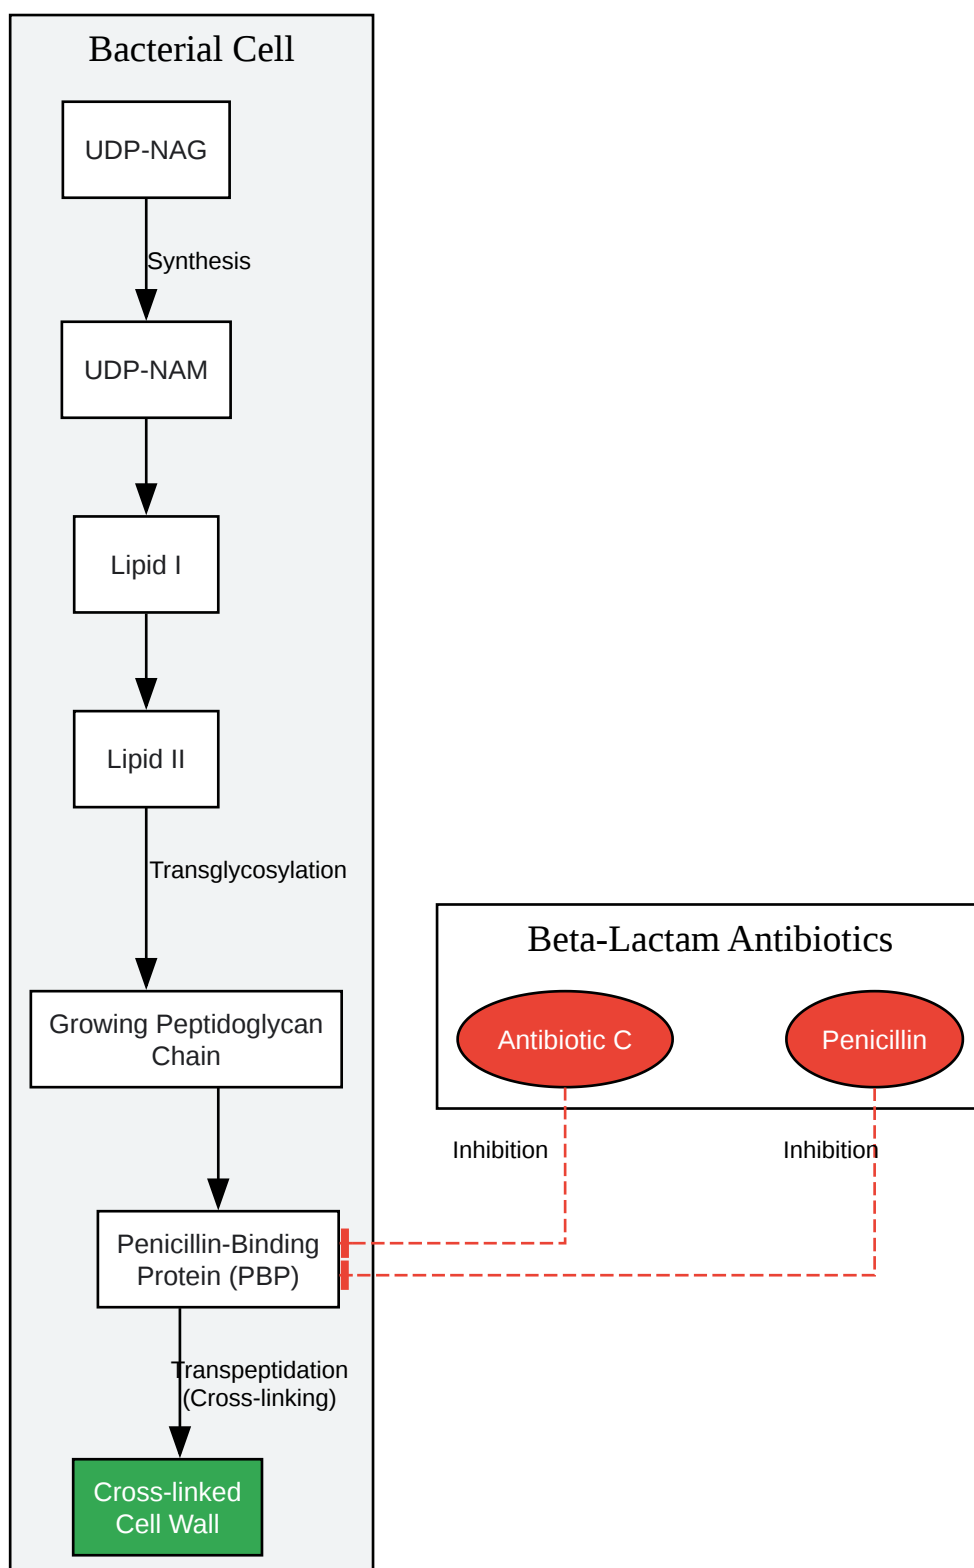 Bacterial Cell
UDP-NAG
Synthesis
UDP-NAM
Lipid I
Lipid II
Transglycosylation
Growing Peptidoglycan
Chain
Beta-Lactam Antibiotics
Antibiotic C
Penicillin
Inhibition
Inhibition
Penicillin-Binding
Protein (PBP)
Transpeptidation
(Cross-linking)
Cross-linked
Cell Wall